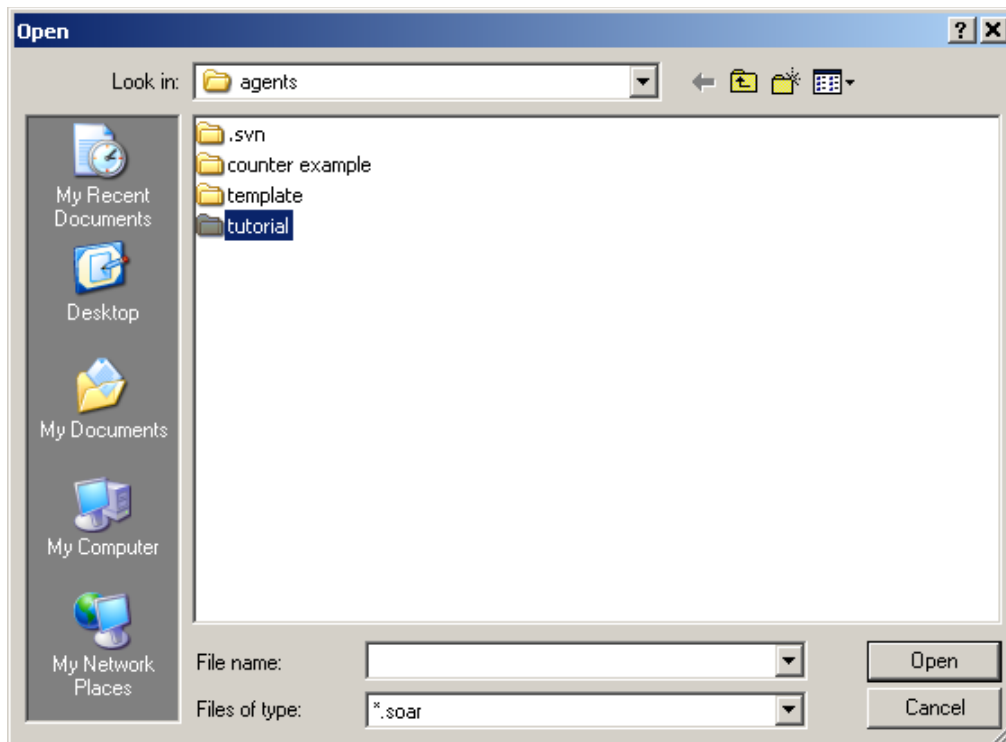 Open
Look in: agents
.svn
counter example
template
tutorial
My Recent
Documents
Desktop
My Documents
My Computer
My Network
Places
File name:
Open
Files of type: *.soar
Cancel